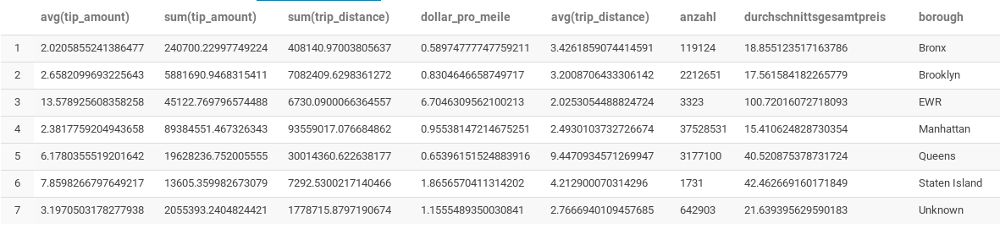 avg(tip_amount) sum(tip_amount) sum(trip_distance) dollar_pro_meile avg(trip_distance) anzahl durchschnittsgesamtpreis borough
1 2.0205855241386477 240700.22997749224 408140.97003805637 0.58974777747759211 3.4261859074414591 119124 18.855123517163786 Bronx
2 2.6582099693225643 5881690.9468315411 7082409.6298361272 0.8304646658749717 3.2008706433306142 2212651 17.561584182265779 Brooklyn
3 13.578925608358258 45122.769796574488 6730.0900066364557 6.7046309562100213 2.0253054488824724 3323 100.72016072718093 EWR
4 2.3817759204943658 89384551.467326343 93559017.076684862 0.95538147214675251 2.4930103732726674 37528531 15.410624828730354 Manhattan
5 6.1780355519201642 19628236.752005555 30014360.622638177 0.65396151524883916 9.4470934571269947 3177100 40.520875378731724 Queens
6 7.8598266797649217 13605.359982673079 7292.5300217140466 1.8656570411314202 4.212900070314296 1731 42.462669160171849 Staten Island
7 3.1970503178277938 2055393.2404824421 1778715.8797190674 1.1555489350030841 2.7666940109457685 642903 21.639395629590183 Unknown